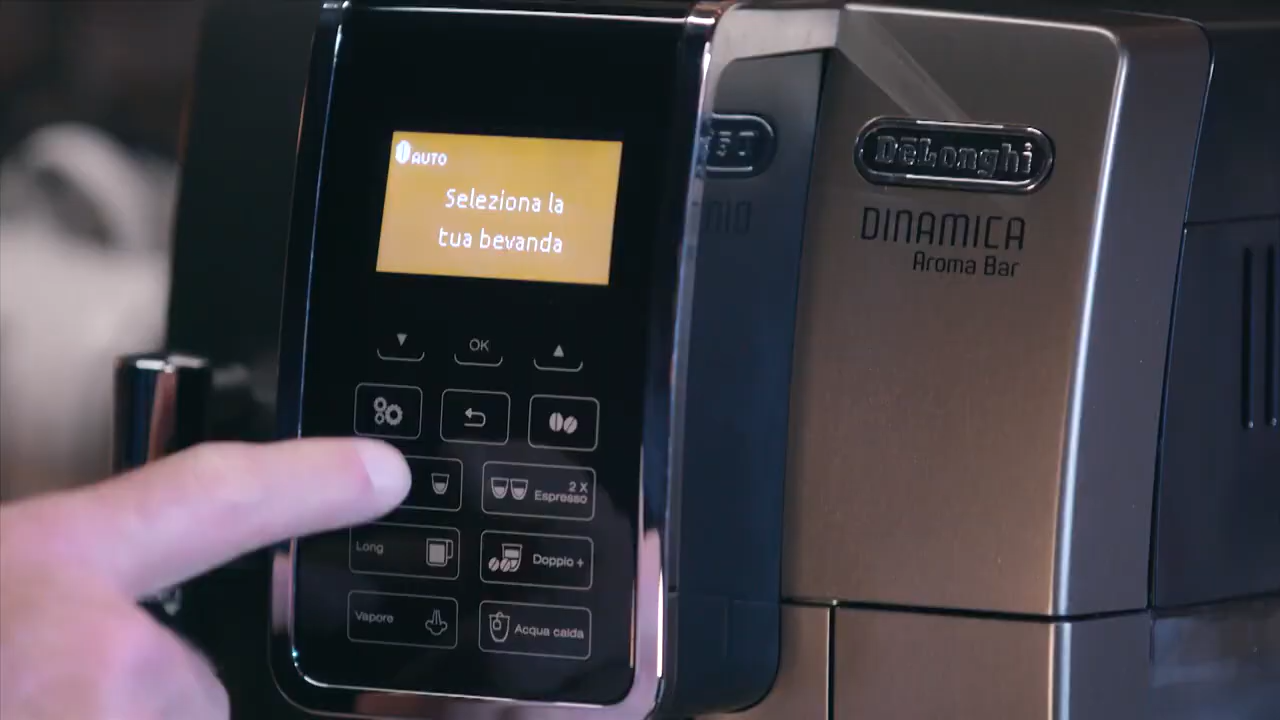 AUTO
Seleziona la
tua bevanda
OK
2 X
Espresso
Long
Doppio +
Vapore
Acqua calda
DeLonghi
DINAMICA
Aroma Bar